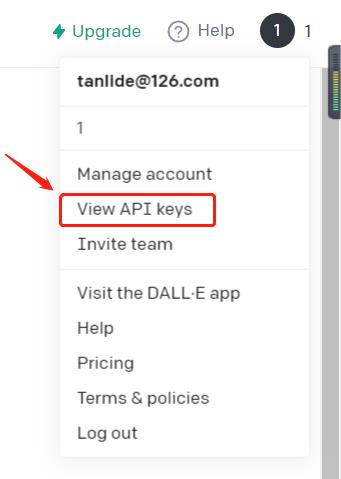 Upgrade ? Help 1 1
tanlide@126.com
1
Manage account
View API keys
Invite team
Visit the DALL·E app
Help
Pricing
Terms & policies
Log out